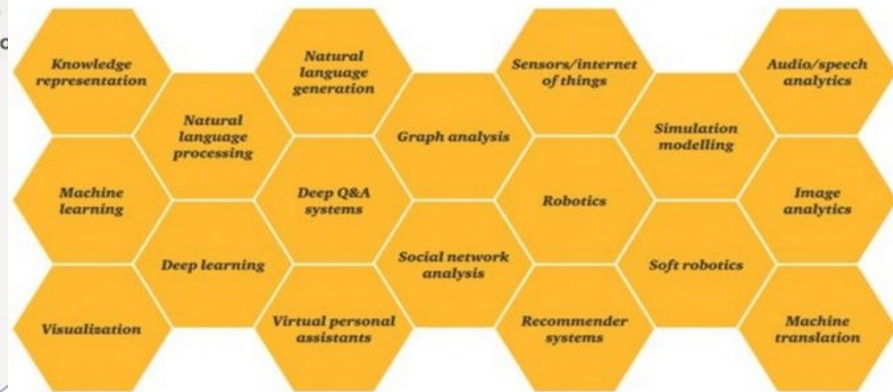 Knowledge
representation
Natural
language
generation
Sensors/internet
of things
Audio/speech
analytics
Natural
language
processing
Graph analysis
Simulation
modelling
Machine
learning
Deep Q&A
systems
Robotics
Image
analytics
Deep learning
Social network
analysis
Soft robotics
Visualization
Virtual personal
assistants
Recommender
systems
Machine
translation